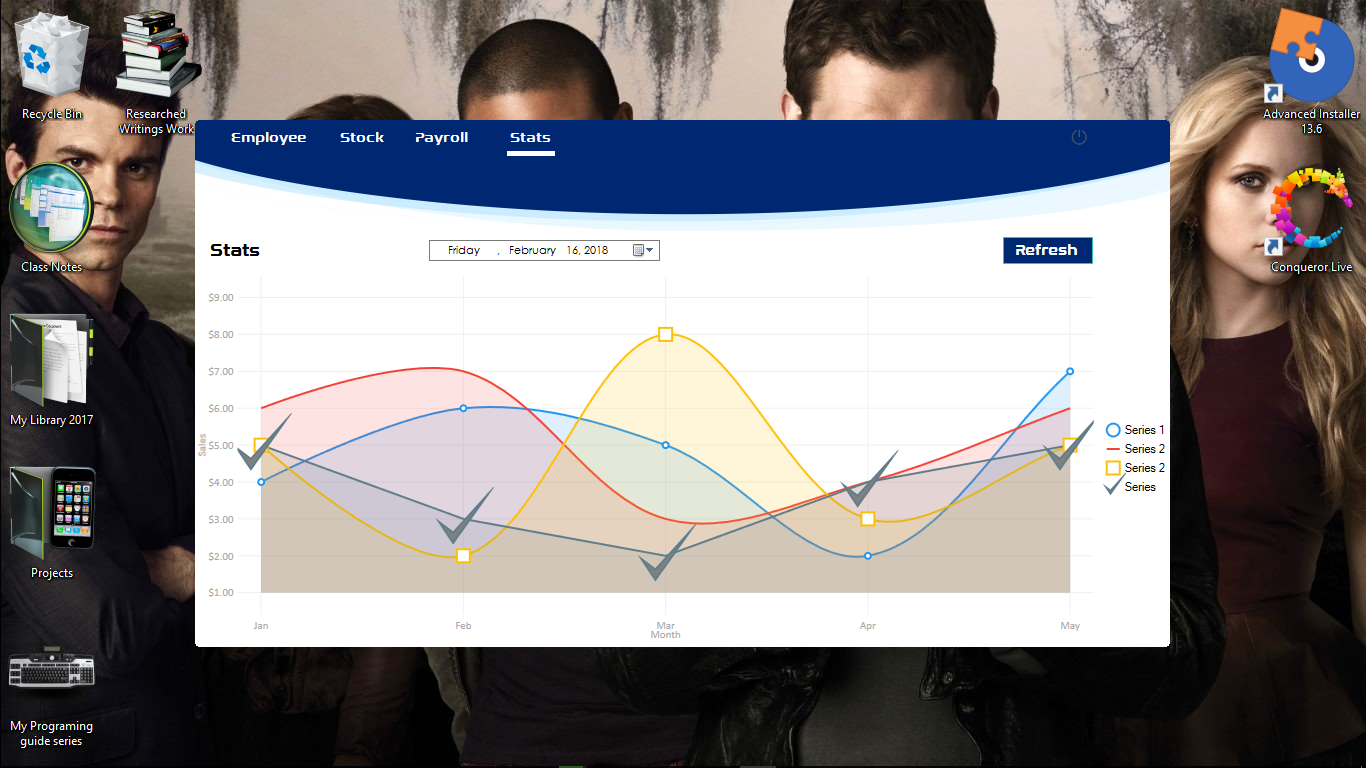 Recycle Bin
Researched
Writings Work
Class Notes
My Library 2017
Projects
My Programing
guide series
Employee Stock Payroll Stats
Stats
Friday , February 16, 2018
Refresh
$9.00
$8.00
$7.00
$6.00
$5.00
$4.00
$3.00
$2.00
$1.00
Sales
Jan Feb Mar Apr May
Month
Series 1
Series 2
Series 2
Series
Advanced Installer
13.6
Conqueror Live